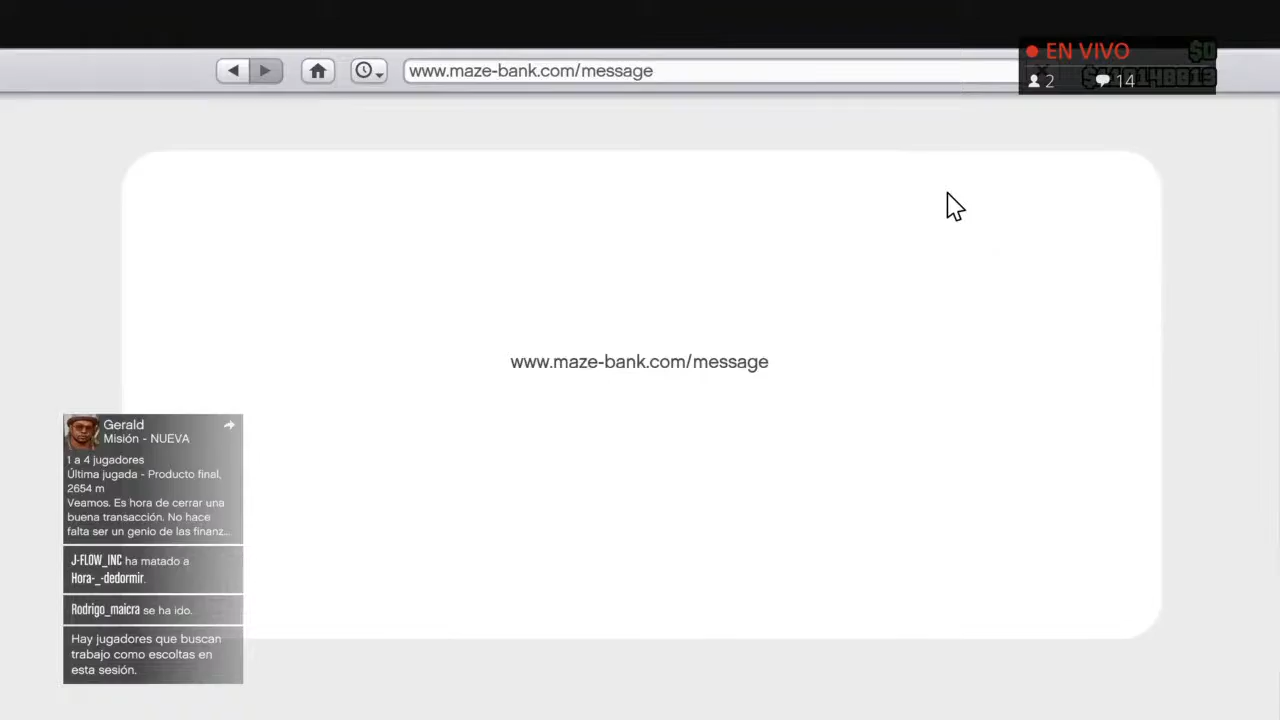 www.maze-bank.com/message
EN VIVO
$0
2
14
www.maze-bank.com/message
Gerald
Misión - NUEVA
1 a 4 jugadores
Última jugada - Producto final,
2654 m
Veamos. Es hora de cerrar una
buena transacción. No hace
falta ser un genio de las finanz...
J-FLOW_INC ha matado a
Hora-_-dedormir.
Rodrigo_maicra se ha ido.
Hay jugadores que buscan
trabajo como escoltas en
esta sesión.